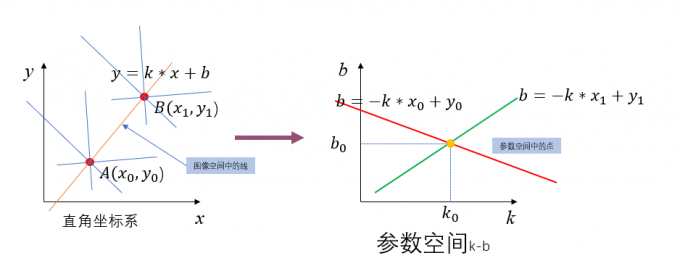 y
y = k * x + b
B(x₁, y₁)
A(x₀, y₀)
图像空间中的线
x
直角坐标系
b
b = −k * x₀ + y₀
b = −k * x₁ + y₁
b₀
参数空间中的点
k₀
k
参数空间k-b